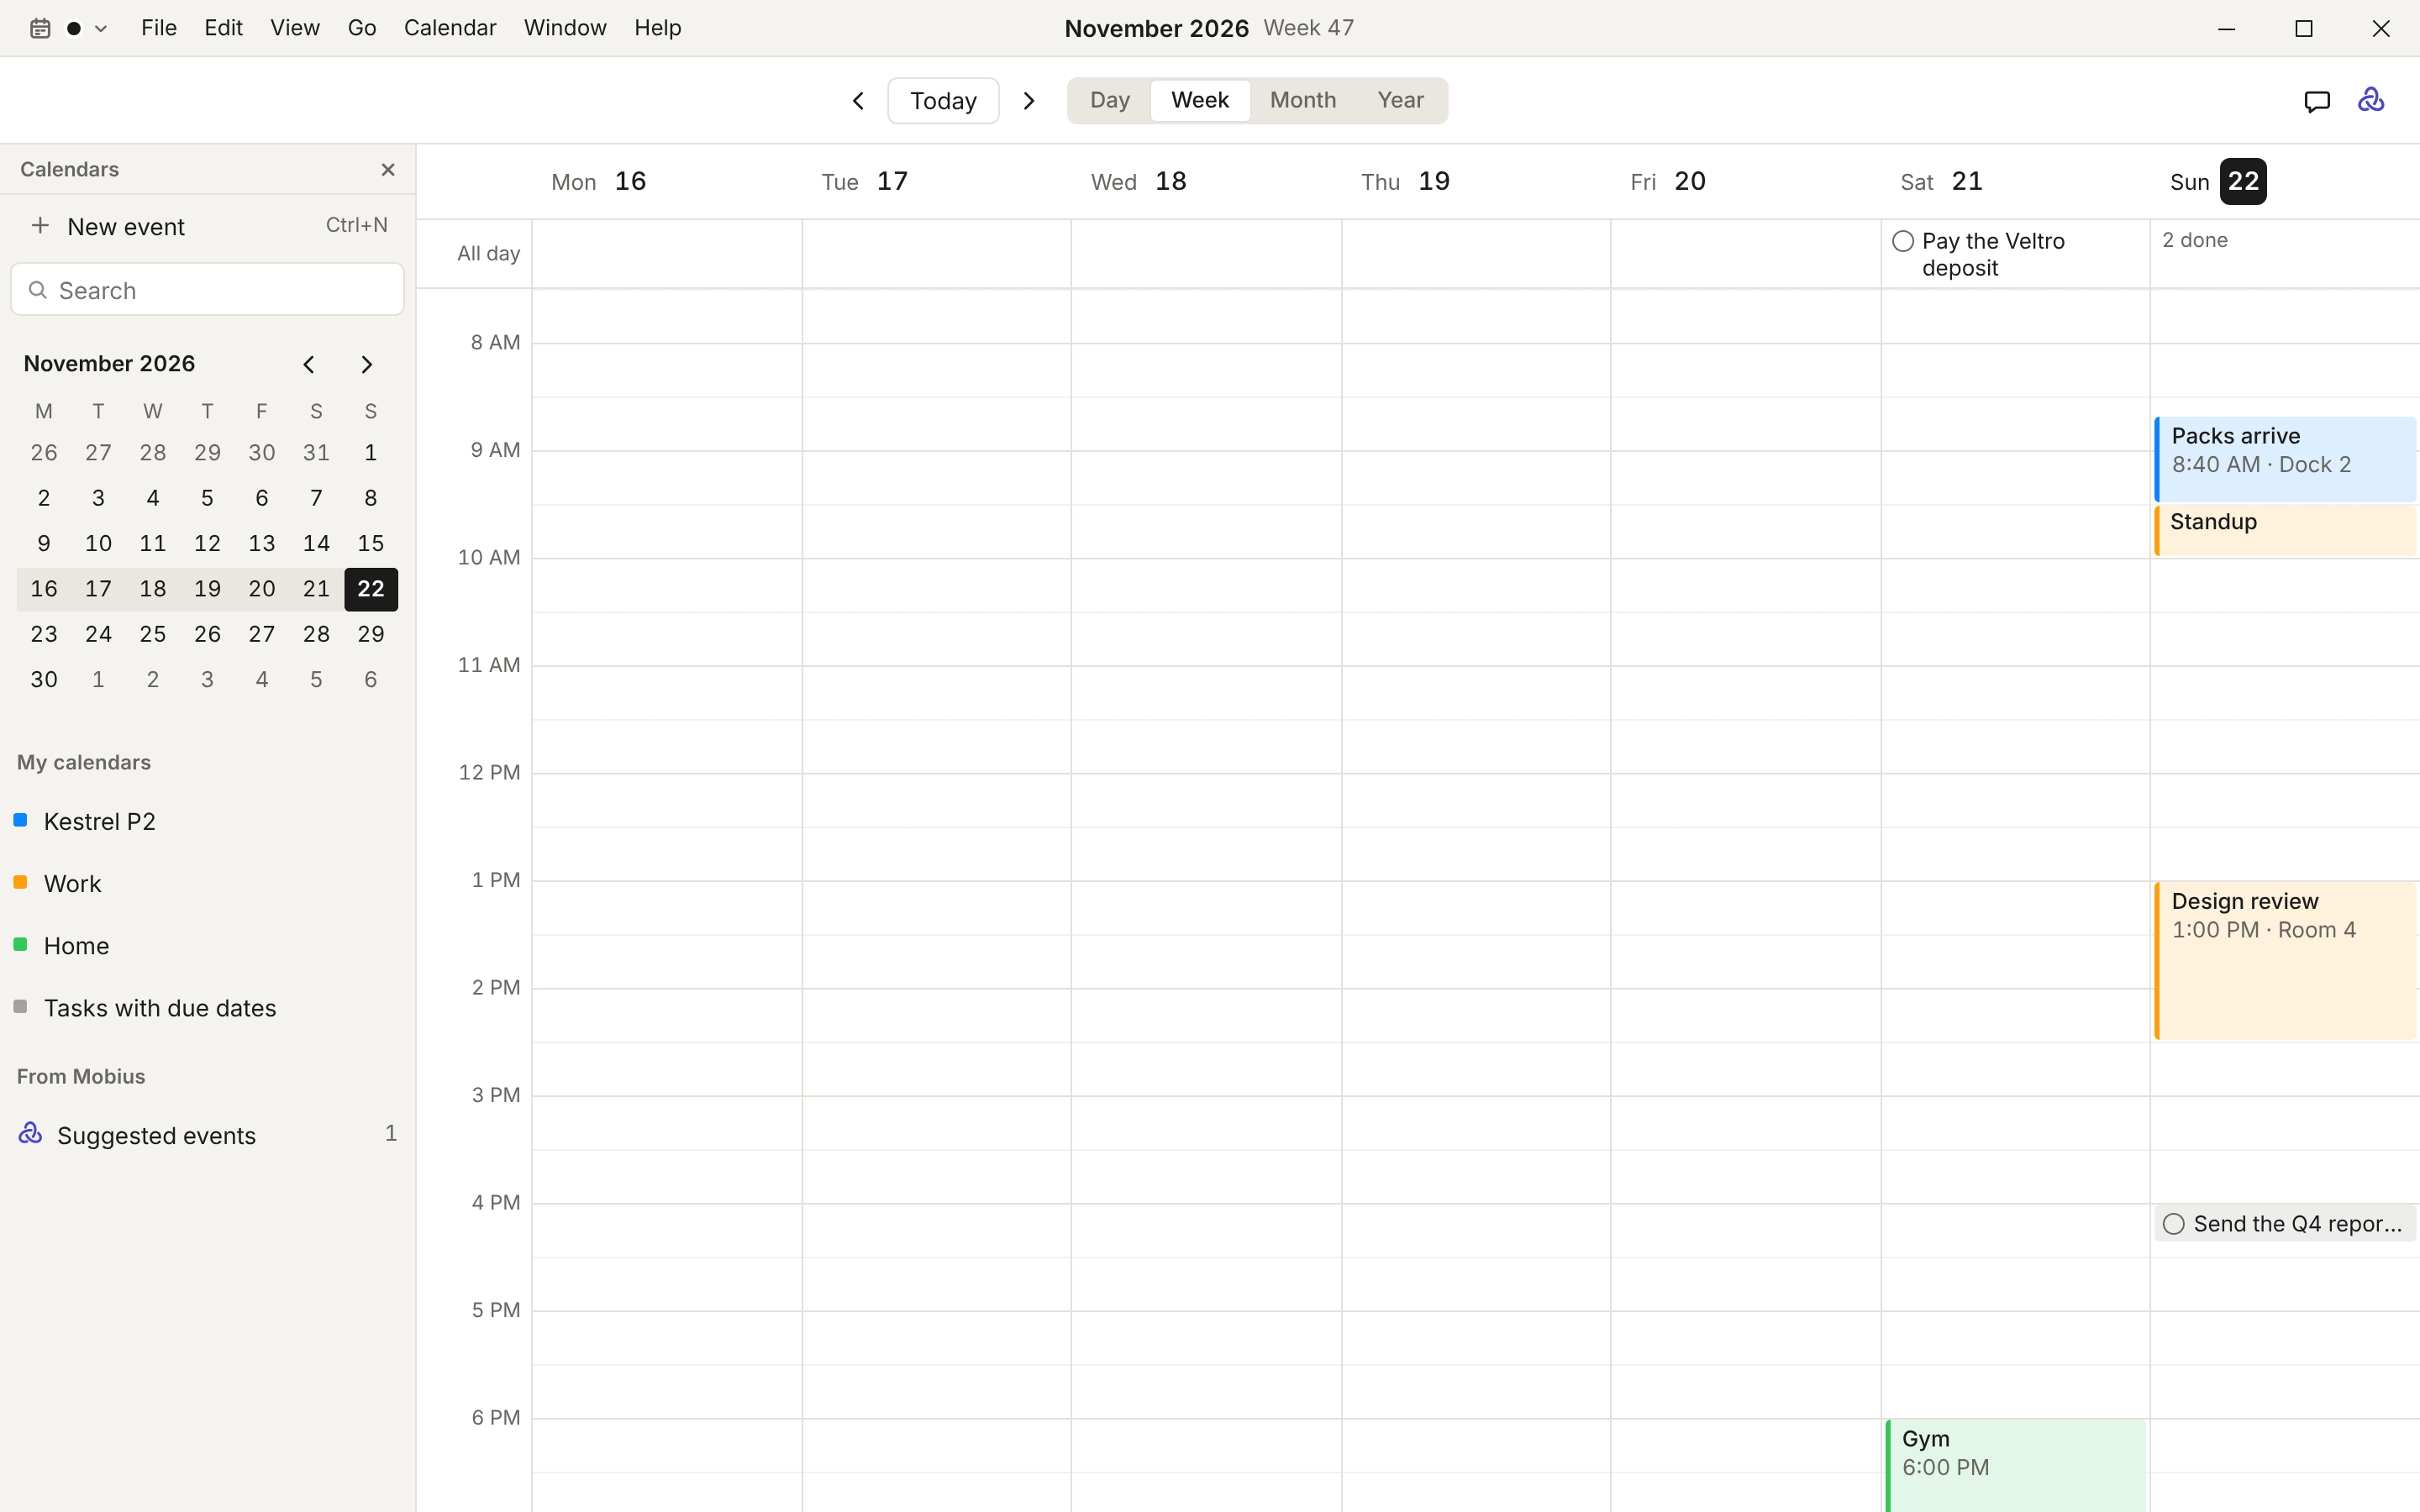 File Edit View Go Calendar Window Help
November 2026 Week 47
Today
Day Week Month Year
Calendars
New event Ctrl+N
Search
November 2026
M T W T F S S
26 27 28 29 30 31 1
2 3 4 5 6 7 8
9 10 11 12 13 14 15
16 17 18 19 20 21 22
23 24 25 26 27 28 29
30 1 2 3 4 5 6
My calendars
Kestrel P2
Work
Home
Tasks with due dates
From Mobius
Suggested events 1
Mon 16 Tue 17 Wed 18 Thu 19 Fri 20 Sat 21 Sun 22
All day
Pay the Veltro
deposit
2 done
8 AM
9 AM
10 AM
11 AM
12 PM
1 PM
2 PM
3 PM
4 PM
5 PM
6 PM
Gym
6:00 PM
Packs arrive
8:40 AM · Dock 2
Standup
Design review
1:00 PM · Room 4
Send the Q4 repor...